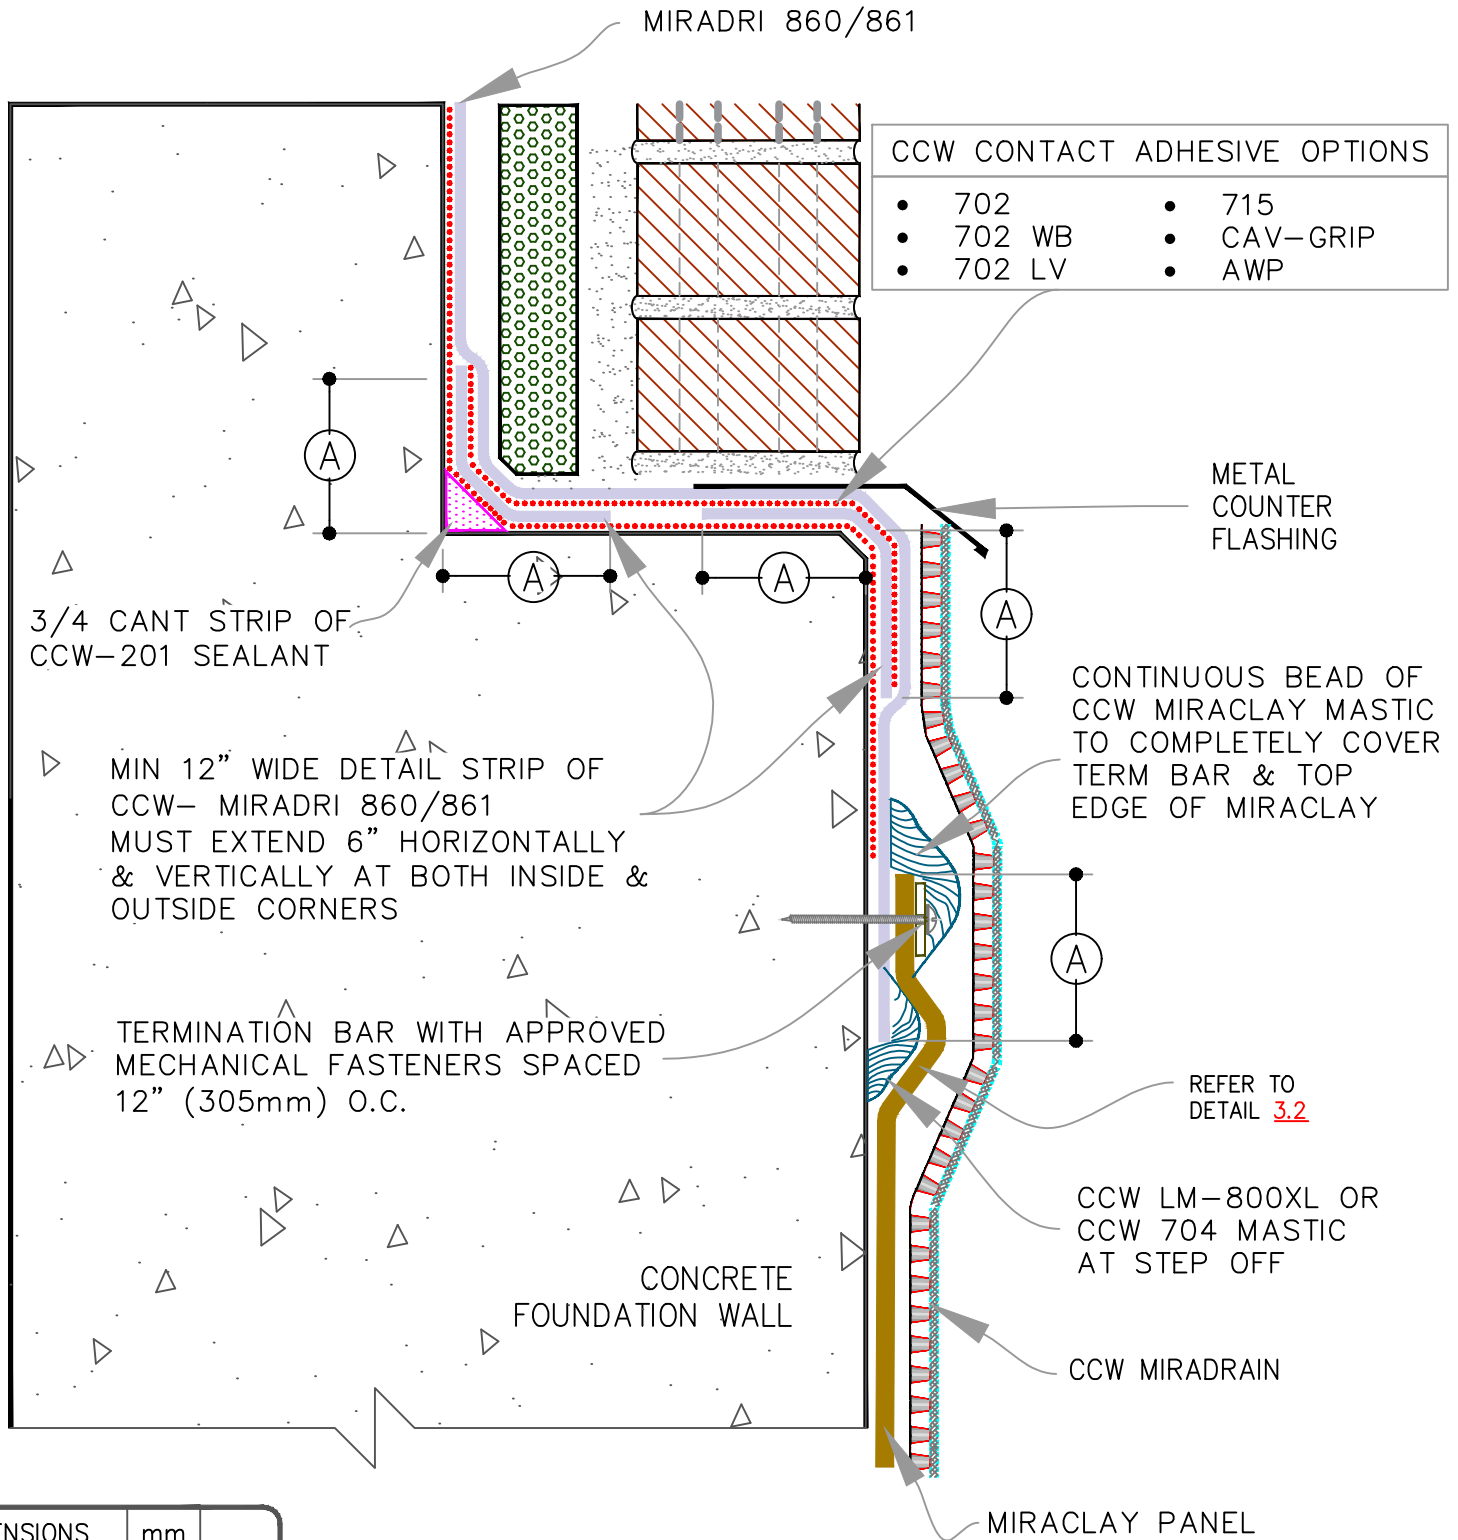 MIRADRI 860/861
CCW CONTACT ADHESIVE OPTIONS
• 702
• 702 WB
• 702 LV
• 715
• CAV-GRIP
• AWP
A
METAL
COUNTER
FLASHING
A
A
A
3/4 CANT STRIP OF
CCW-201 SEALANT
CONTINUOUS BEAD OF
CCW MIRACLAY MASTIC
TO COMPLETELY COVER
TERM BAR & TOP
EDGE OF MIRACLAY
MIN 12” WIDE DETAIL STRIP OF
CCW- MIRADRI 860/861
MUST EXTEND 6” HORIZONTALLY
& VERTICALLY AT BOTH INSIDE &
OUTSIDE CORNERS
A
TERMINATION BAR WITH APPROVED
MECHANICAL FASTENERS SPACED
12” (305mm) O.C.
REFER TO
DETAIL 3.2
CCW LM-800XL OR
CCW 704 MASTIC
AT STEP OFF
CONCRETE
FOUNDATION WALL
CCW MIRADRAIN
MIRACLAY PANEL
mm